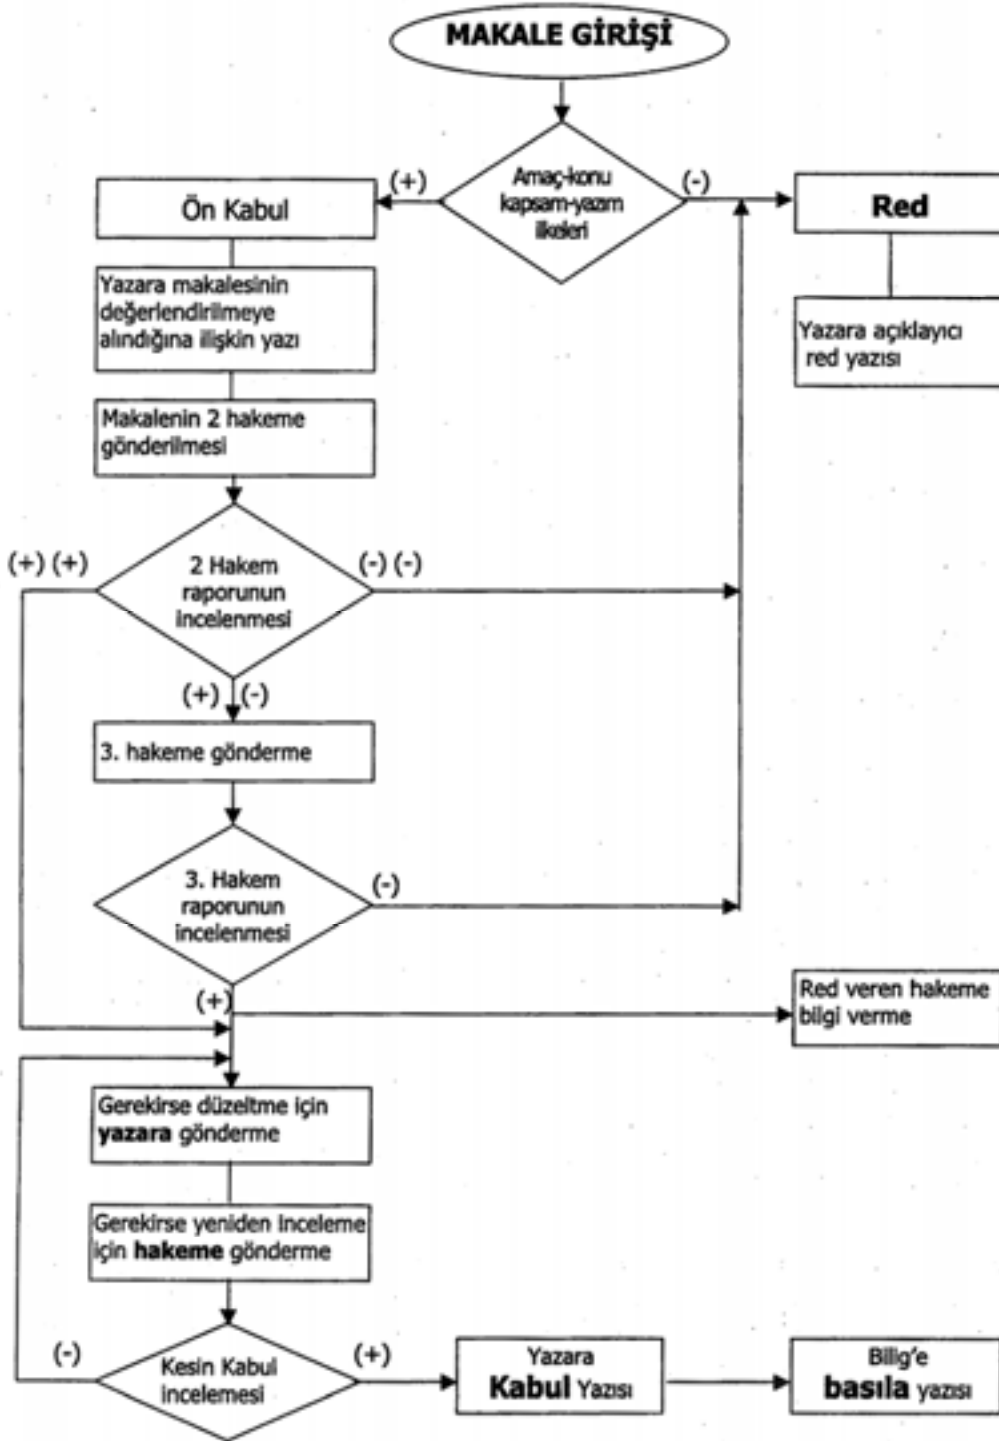 MAKALE GİRİŞİ
Amaç-konu
kapsam-yazım
ilkeleri
(+)
(-)
Ön Kabul
Red
Yazara makalesinin
değerlendirilmeye
alındığına ilişkin yazı
Yazara açıklayıcı
red yazısı
Makalenin 2 hakeme
gönderilmesi
(+) (+)
2 Hakem
raporunun
incelenmesi
(-) (-)
(+) (-)
3. hakeme gönderme
3. Hakem
raporunun
incelenmesi
(-)
(+)
Red veren hakeme
bilgi verme
Gerekirse düzeltme için
yazara gönderme
Gerekirse yeniden inceleme
için hakeme gönderme
(-)
Kesin Kabul
incelemesi
(+)
Yazara
Kabul Yazısı
Bilig'e
basıla yazısı